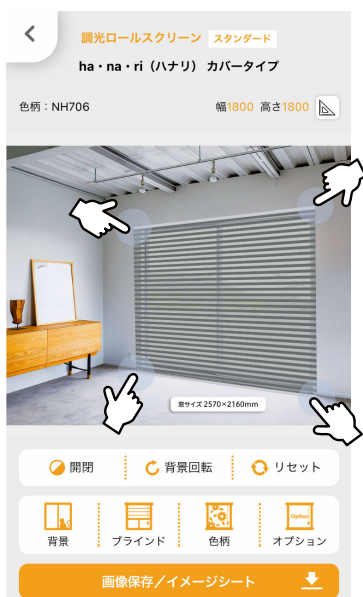 調光ロールスクリーン スタンダード
ha・na・ri（ハナリ） カバータイプ
色柄：NH706 幅1800 高さ1800
窓サイズ 2570×2160mm
開閉 背景回転 リセット
Option
背景 ブラインド 色柄 オプション
画像保存／イメージシート